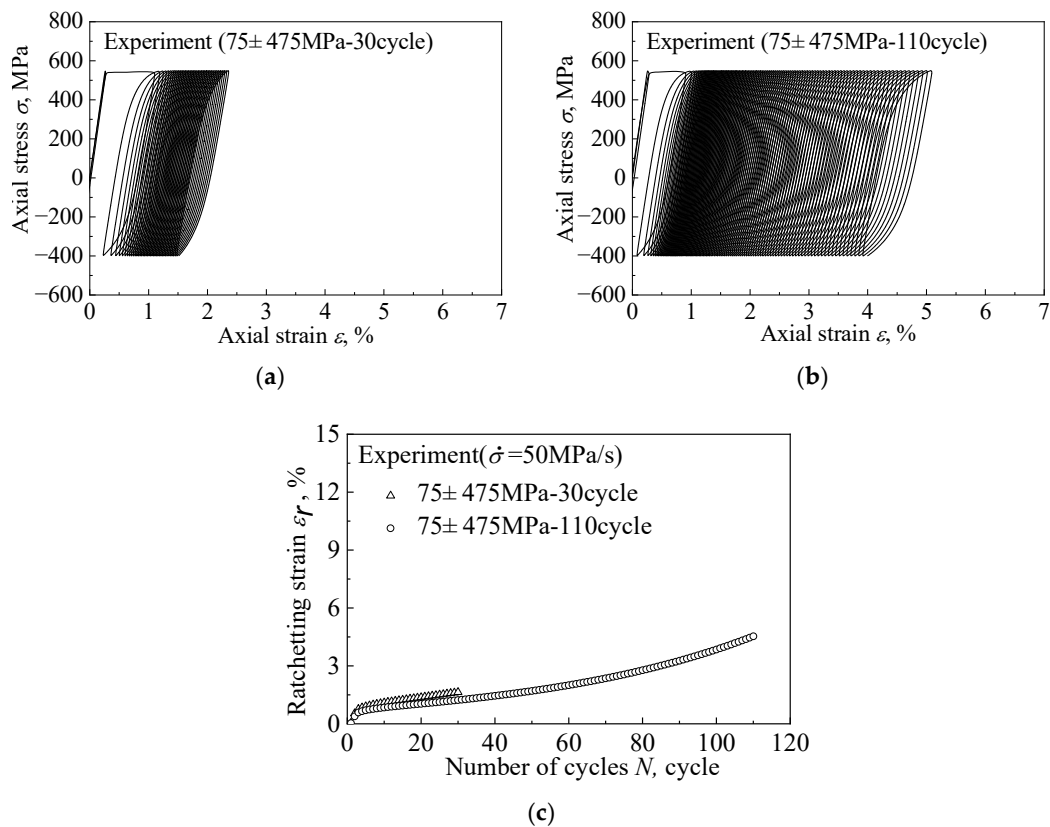 Experiment (75± 475MPa-30cycle)
Axial stress σ, MPa
800
600
400
200
0
−200
−400
−600
0 1 2 3 4 5 6 7
Axial strain ε, %
(a)
Experiment (75± 475MPa-110cycle)
Axial stress σ, MPa
800
600
400
200
0
−200
−400
−600
0 1 2 3 4 5 6 7
Axial strain ε, %
(b)
Experiment(σ̇ =50MPa/s)
75± 475MPa-30cycle
75± 475MPa-110cycle
Ratchetting strain εr, %
15
12
9
6
3
0
0 20 40 60 80 100 120
Number of cycles N, cycle
(c)